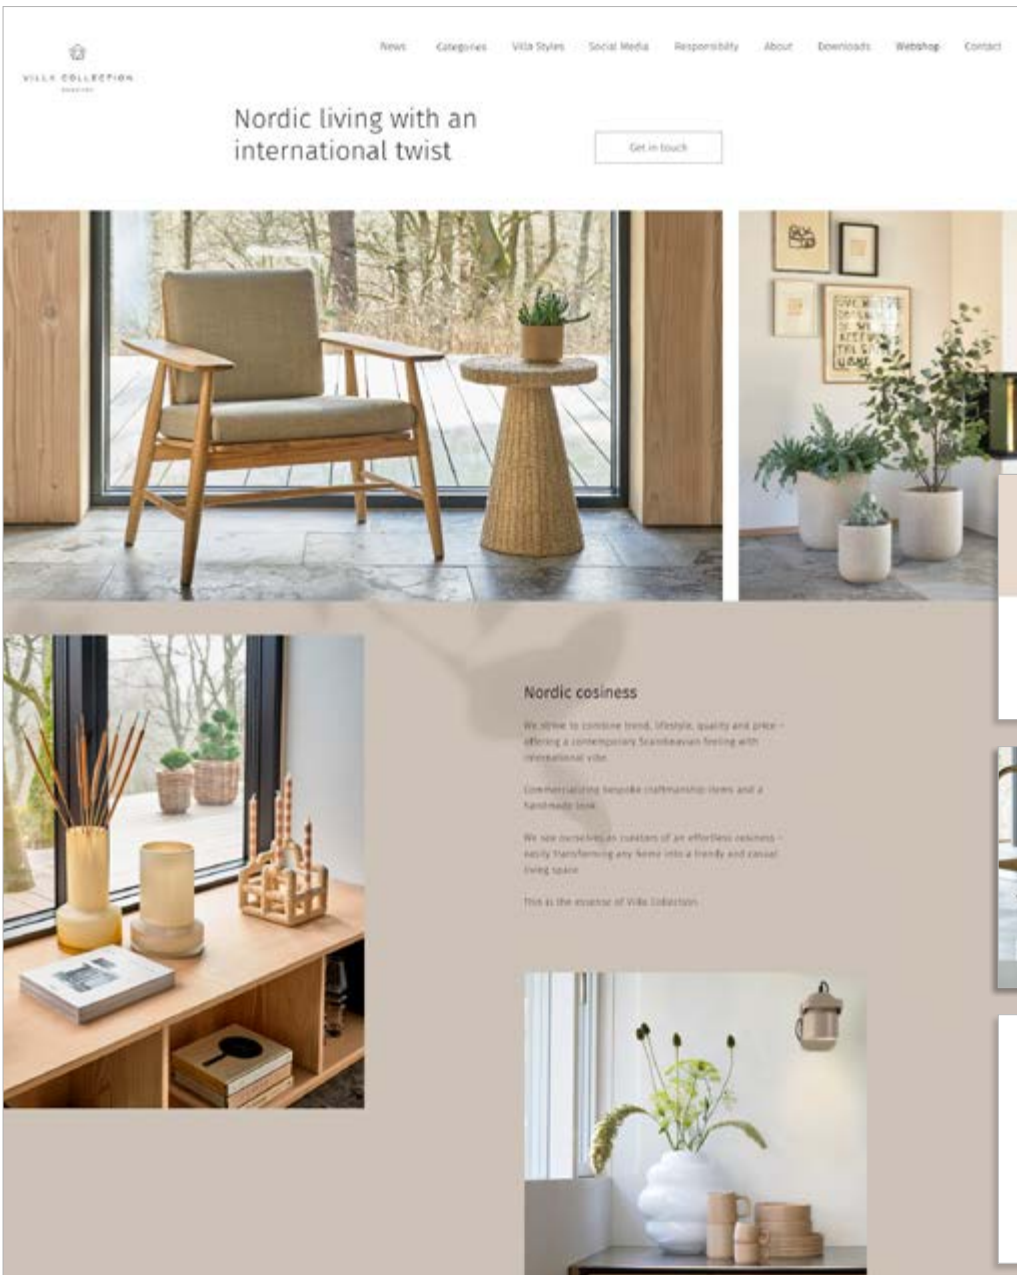 News Categories Villa Styles Social Media Responsibility About Downloads Webshop Contact
VILLA COLLECTION
Nordic living with an
international twist
Get in touch
Nordic cosiness
We strive to combine trend, lifestyle, quality and price –
offering a contemporary Scandinavian feeling with
international vibe.
Commercializing bespoke craftmanship items and a
handmade look.
We see ourselves as curators of an effortless cosiness –
easily transforming any home into a trendy and casual
living space.
This is the essence of Villa Collection.